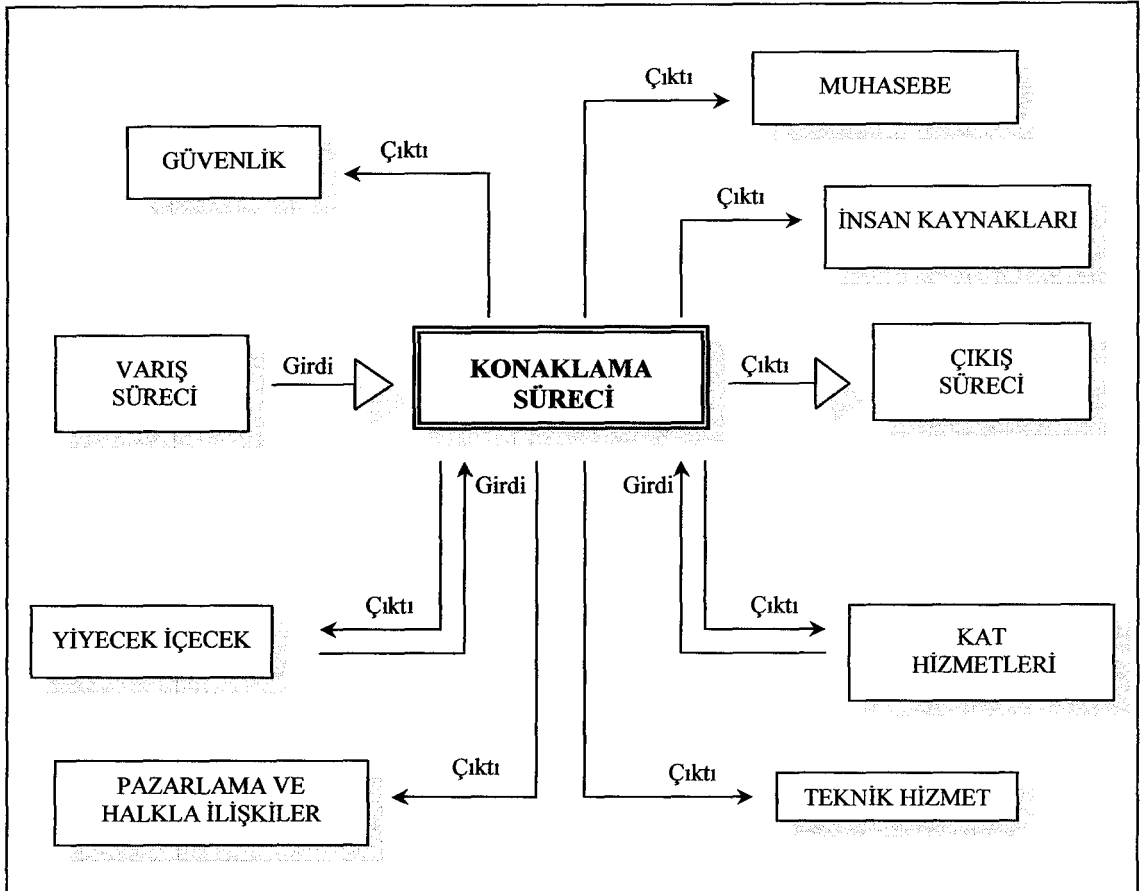 Çıktı
MUHASEBE
GÜVENLİK
Çıktı
Çıktı
İNSAN KAYNAKLARI
VARIŞ
SÜRECİ
Girdi
KONAKLAMA
SÜRECİ
Çıktı
ÇIKIŞ
SÜRECİ
Girdi
Girdi
Çıktı
YİYECEK İÇECEK
Çıktı
KAT
HİZMETLERİ
PAZARLAMA VE
HALKLA İLİŞKİLER
Çıktı
Çıktı
TEKNİK HİZMET